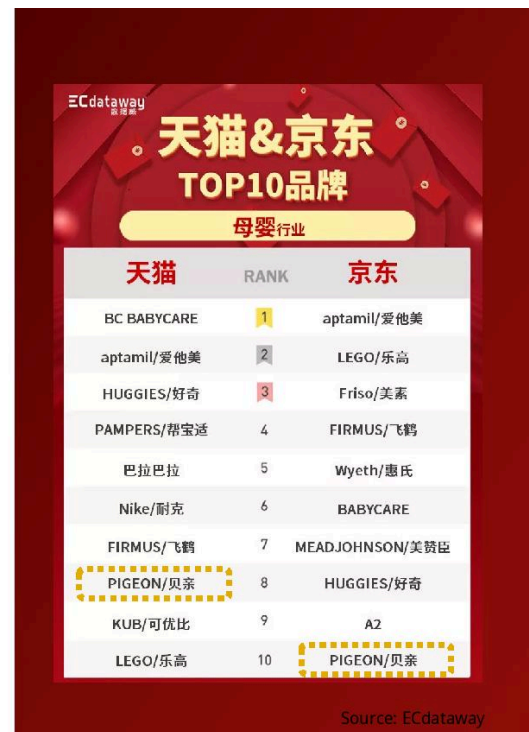 ECdataway
数据威
天猫&京东
TOP10品牌
母婴行业
天猫 RANK 京东
BC BABYCARE 1 aptamil/爱他美
aptamil/爱他美 2 LEGO/乐高
HUGGIES/好奇 3 Friso/美素
PAMPERS/帮宝适 4 FIRMUS/飞鹤
巴拉巴拉 5 Wyeth/惠氏
Nike/耐克 6 BABYCARE
FIRMUS/飞鹤 7 MEADJOHNSON/美赞臣
PIGEON/贝亲 8 HUGGIES/好奇
KUB/可优比 9 A2
LEGO/乐高 10 PIGEON/贝亲
Source: ECdataway